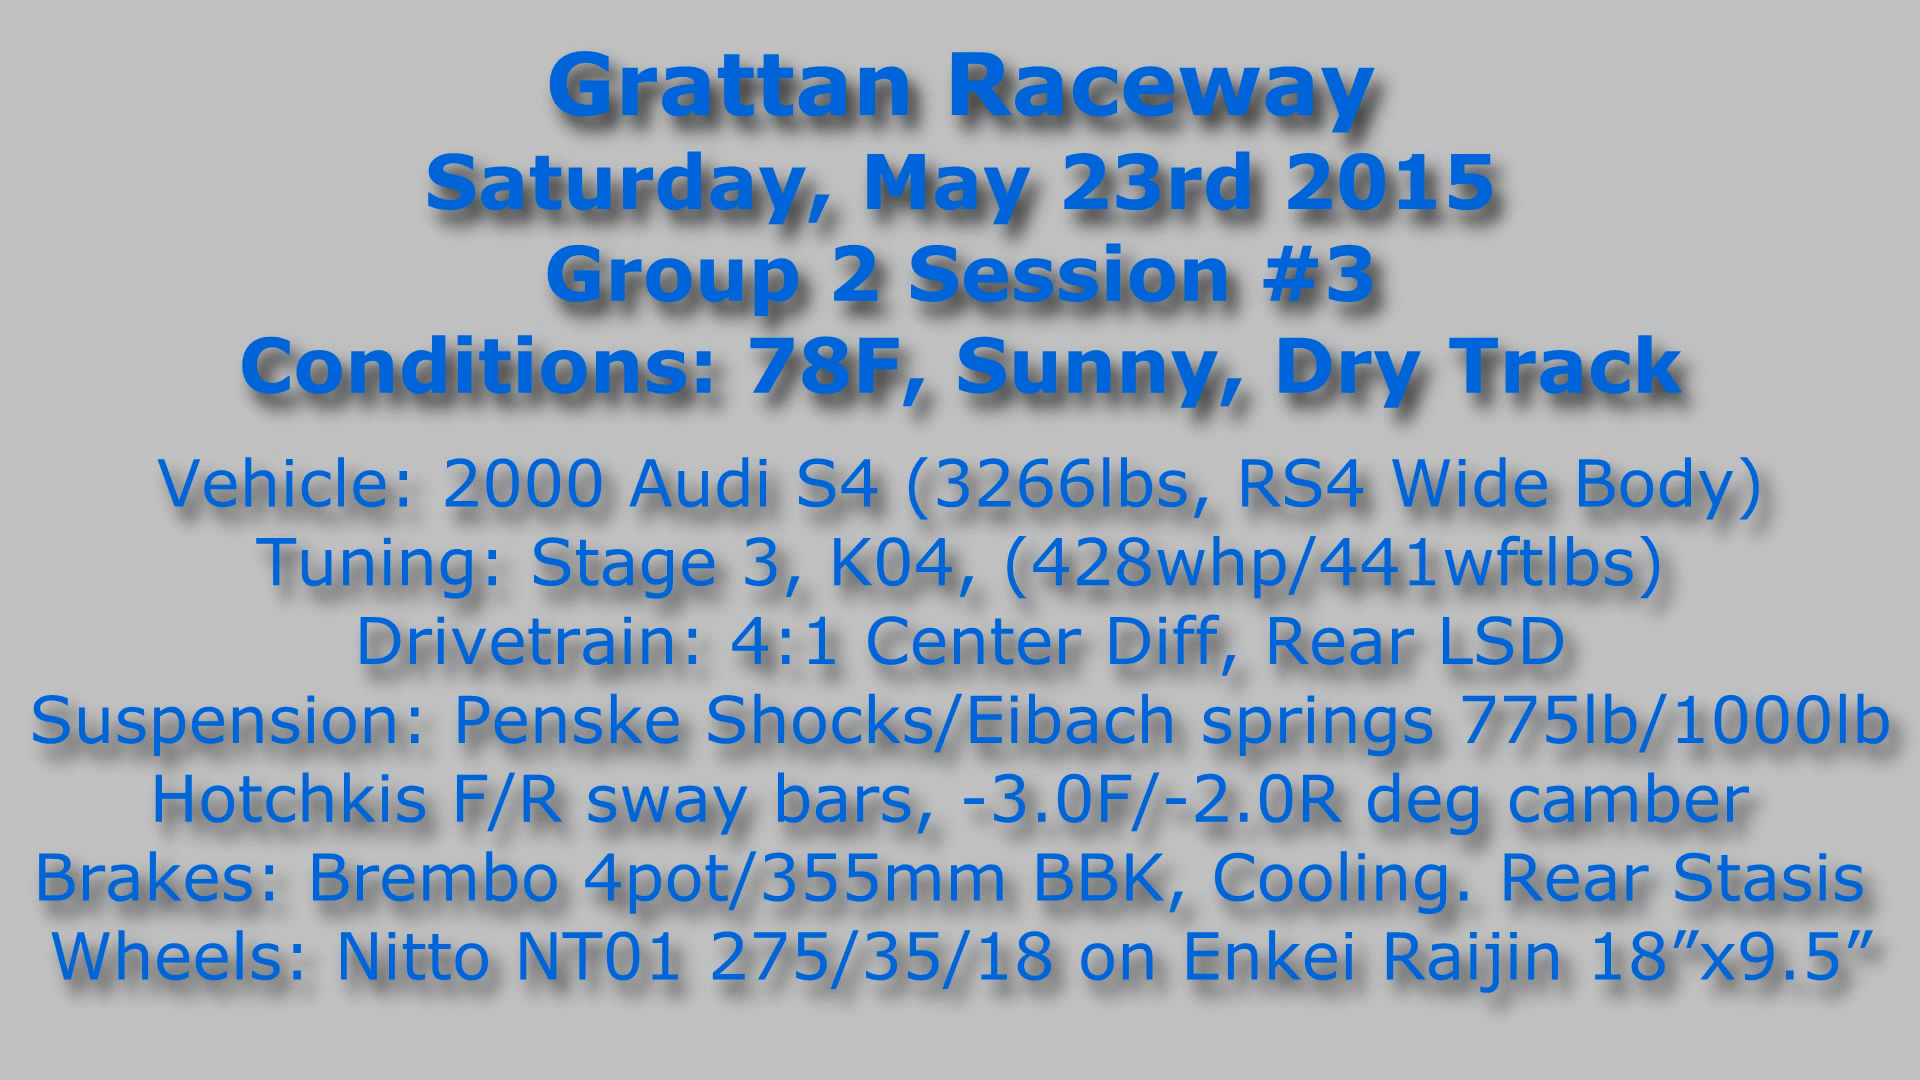 Grattan Raceway
Saturday, May 23rd 2015
Group 2 Session #3
Conditions: 78F, Sunny, Dry Track
Vehicle: 2000 Audi S4 (3266lbs, RS4 Wide Body)
Tuning: Stage 3, K04, (428whp/441wftlbs)
Drivetrain: 4:1 Center Diff, Rear LSD
Suspension: Penske Shocks/Eibach springs 775lb/1000lb
Hotchkis F/R sway bars, -3.0F/-2.0R deg camber
Brakes: Brembo 4pot/355mm BBK, Cooling. Rear Stasis
Wheels: Nitto NT01 275/35/18 on Enkei Raijin 18”x9.5”